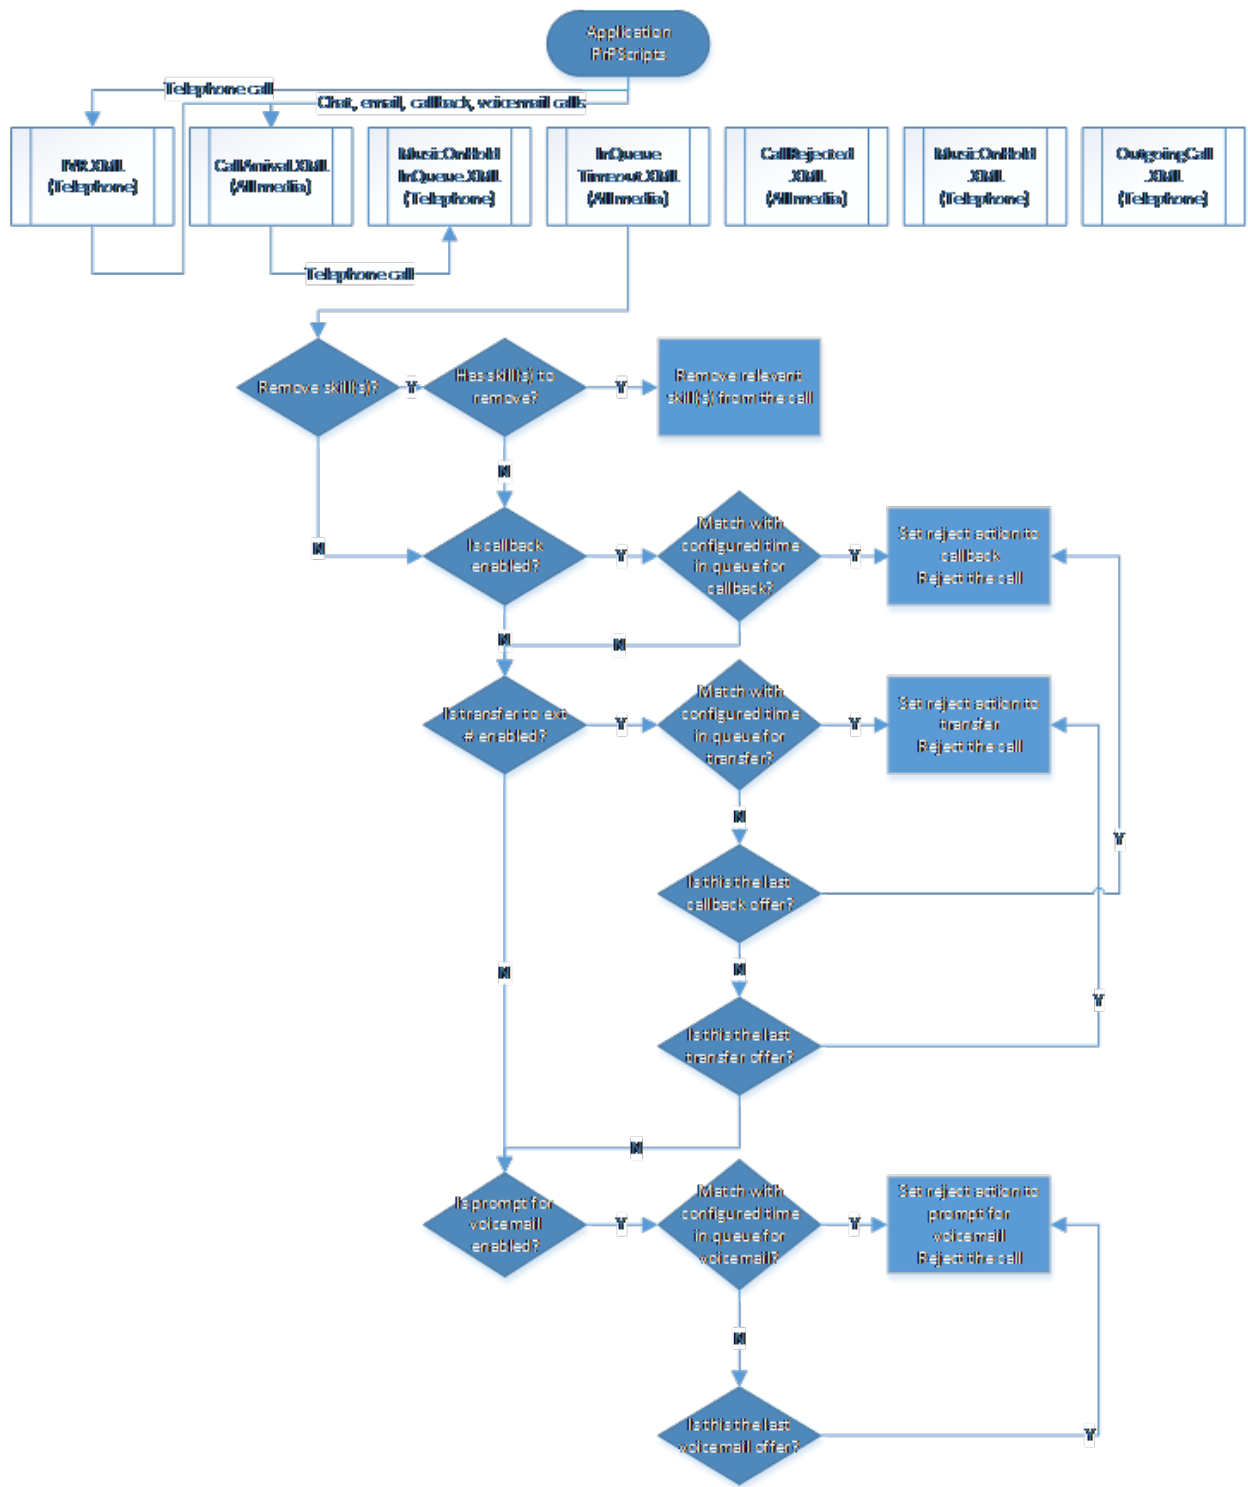 Application
PrPScripts
Telephone call
Chat, email, callback, voicemail calls
IVR.XML
(Telephone)
CallArrival.XML
(All media)
MusicOnHold
InQueue.XML
(Telephone)
InQueue
Timeout.XML
(All media)
CallRejected
.XML
(All media)
MusicOnHold
.XML
(Telephone)
OutgoingCall
.XML
(Telephone)
Telephone call
Remove skill(s)?
Y
Has skill(s) to
remove?
Y
Remove relevant
skill(s) from the call
N
N
Is callback
enabled?
Y
Match with
configured time
in queue for
callback?
Y
Set reject action to
callback
Reject the call
N
N
Is transfer to ext
# enabled?
Y
Match with
configured time
in queue for
transfer?
Y
Set reject action to
transfer
Reject the call
N
Y
Is this the last
callback offer?
N
N
Y
Is this the last
transfer offer?
N
Is prompt for
voicemail
enabled?
Y
Match with
configured time
in queue for
voicemail?
Y
Set reject action to
prompt for
voicemail
Reject the call
N
Is this the last
voicemail offer?
Y